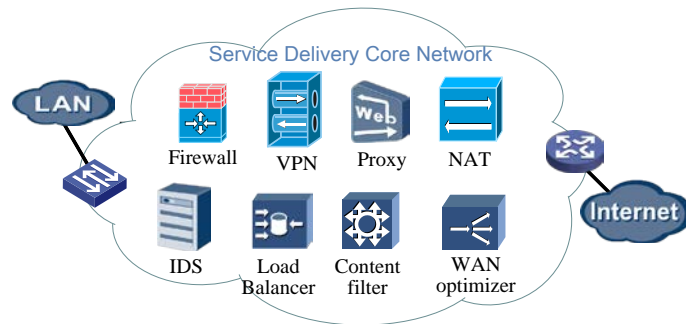 Service Delivery Core Network
LAN
Web
Firewall
VPN
Proxy
NAT
Internet
IDS
Load
Balancer
Content
filter
WAN
optimizer